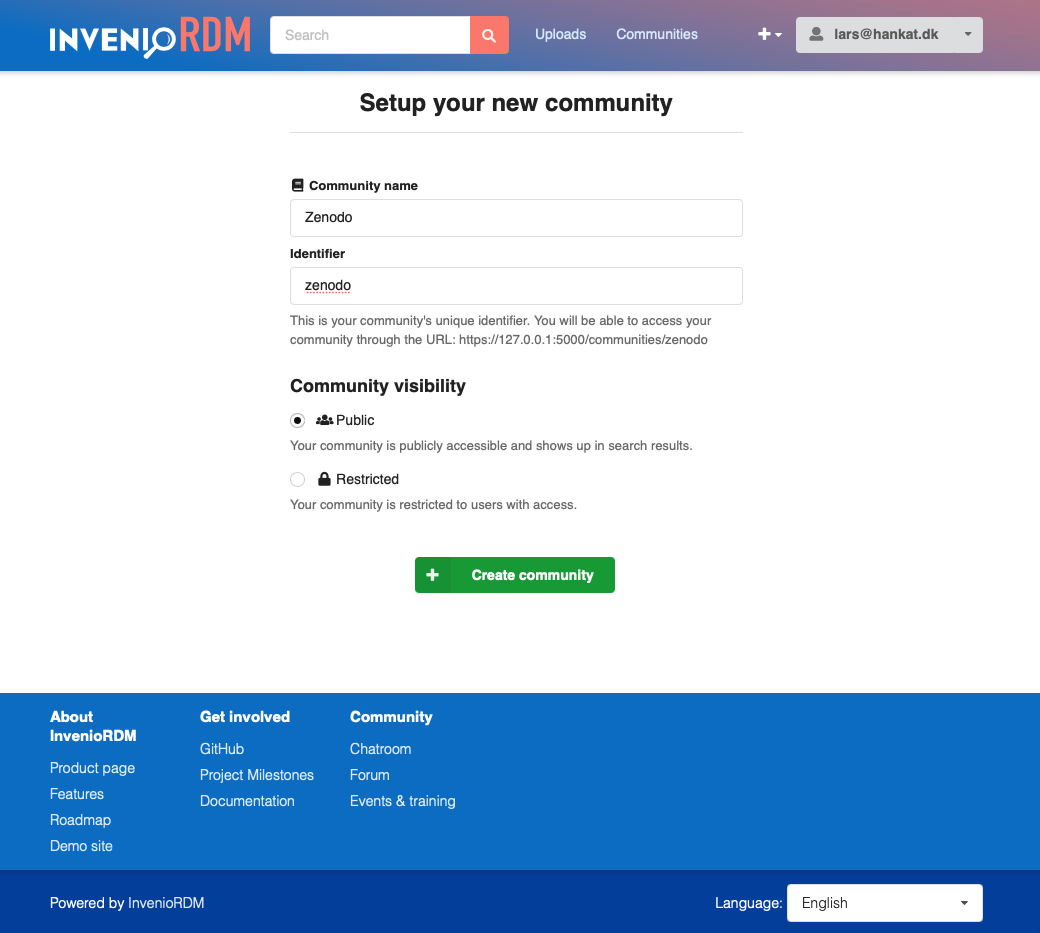 INVENIORDM
Search
Uploads
Communities
lars@hankat.dk
Setup your new community
Community name
Zenodo
Identifier
zenodo
This is your community's unique identifier. You will be able to access your
community through the URL: https://127.0.0.1:5000/communities/zenodo
Community visibility
Public
Your community is publicly accessible and shows up in search results.
Restricted
Your community is restricted to users with access.
Create community
About
InvenioRDM
Product page
Features
Roadmap
Demo site
Get involved
GitHub
Project Milestones
Documentation
Community
Chatroom
Forum
Events & training
Powered by InvenioRDM
Language:
English